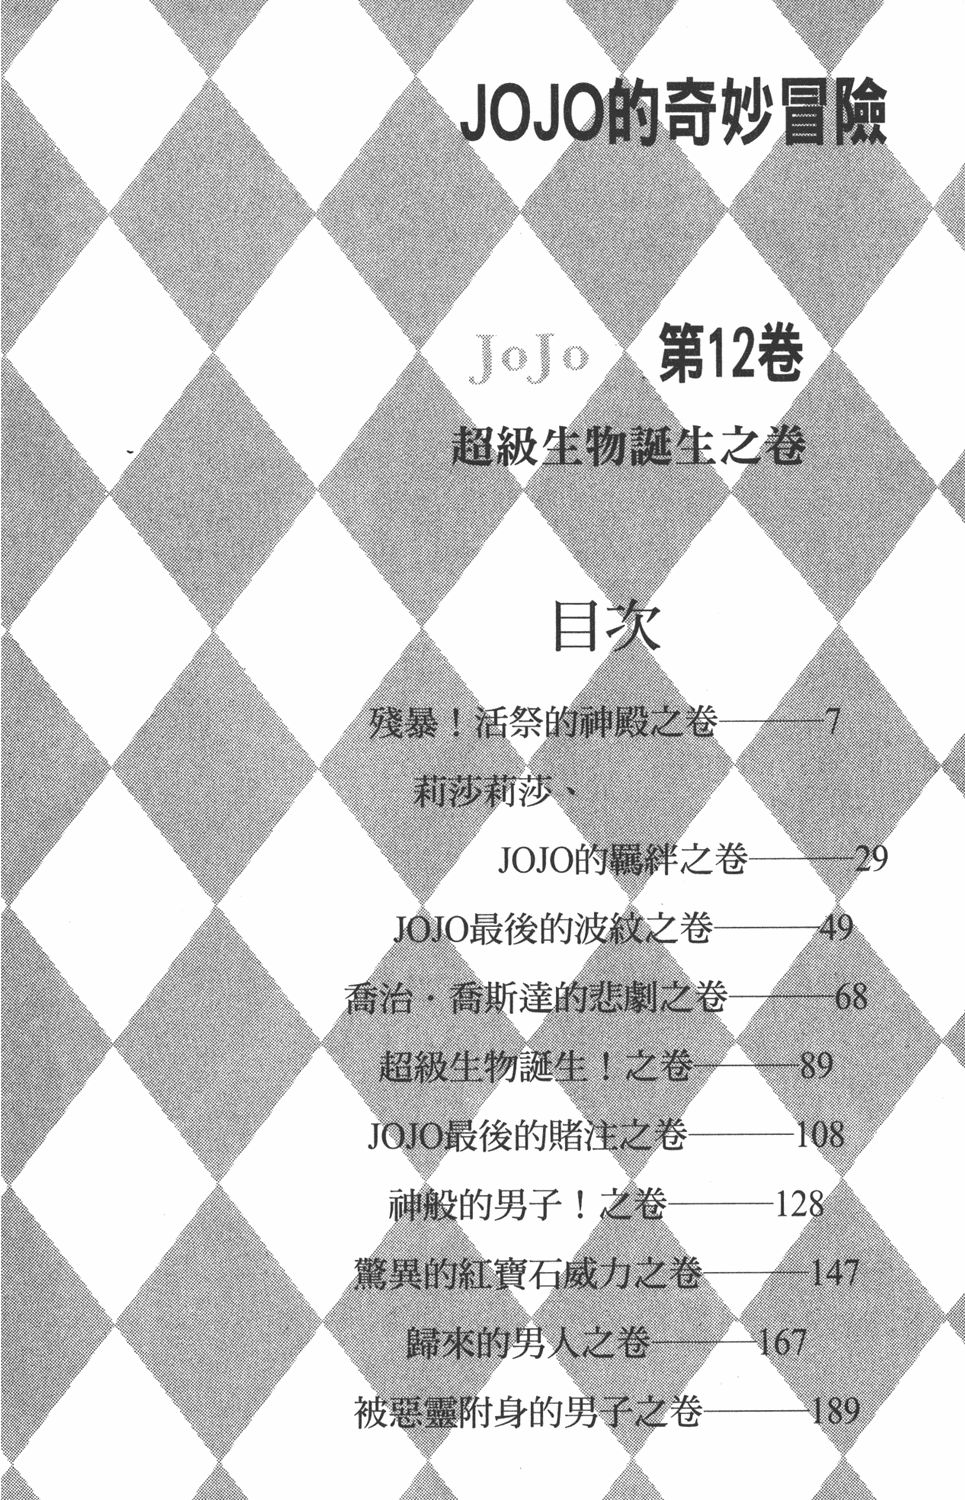 JOJO的奇妙冒險
JoJo 第12卷
超級生物誕生之卷
目次
殘暴！活祭的神殿之卷———7
莉莎莉莎、
JOJO的羈絆之卷———29
JOJO最後的波紋之卷———49
喬治．喬斯達的悲劇之卷———68
超級生物誕生！之卷———89
JOJO最後的賭注之卷———108
神般的男子！之卷———128
驚異的紅寶石威力之卷———147
歸來的男人之卷———167
被惡靈附身的男子之卷———189